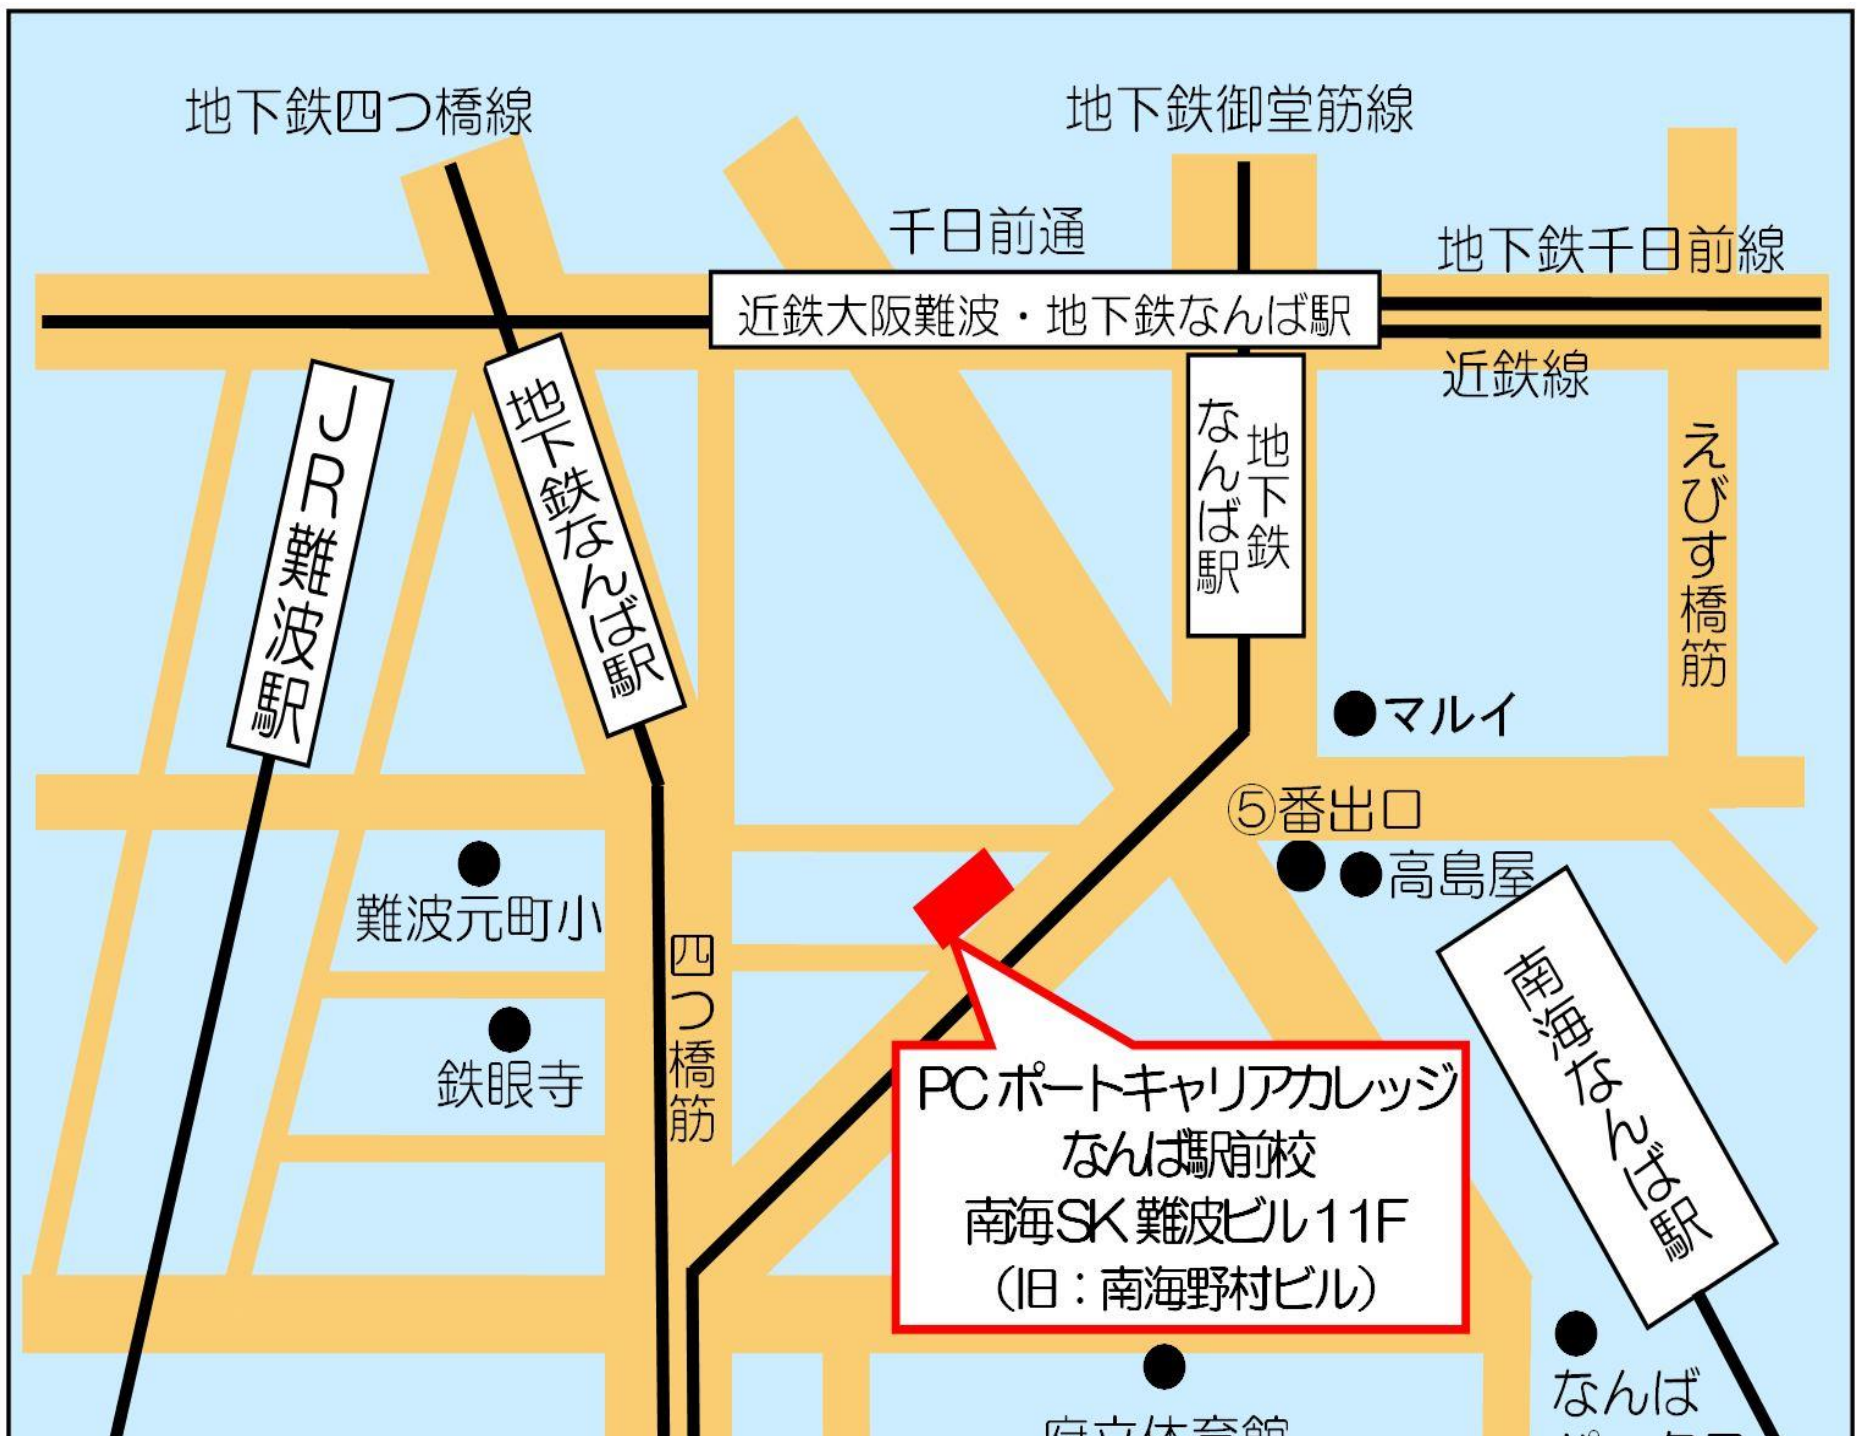 地下鉄四つ橋線
地下鉄御堂筋線
千日前通
地下鉄千日前線
近鉄大阪難波・地下鉄なんば駅
近鉄線
JR難波駅
地下鉄なんば駅
地下鉄
なんば駅
えびす橋筋
●マルイ
⑤番出口
●高島屋
難波元町小
四つ橋筋
鉄眼寺
南海なんば駅
PCポートキャリアカレッジ
なんば駅前校
南海SK難波ビル11F
(旧：南海野村ビル)
なんば
府立体育館